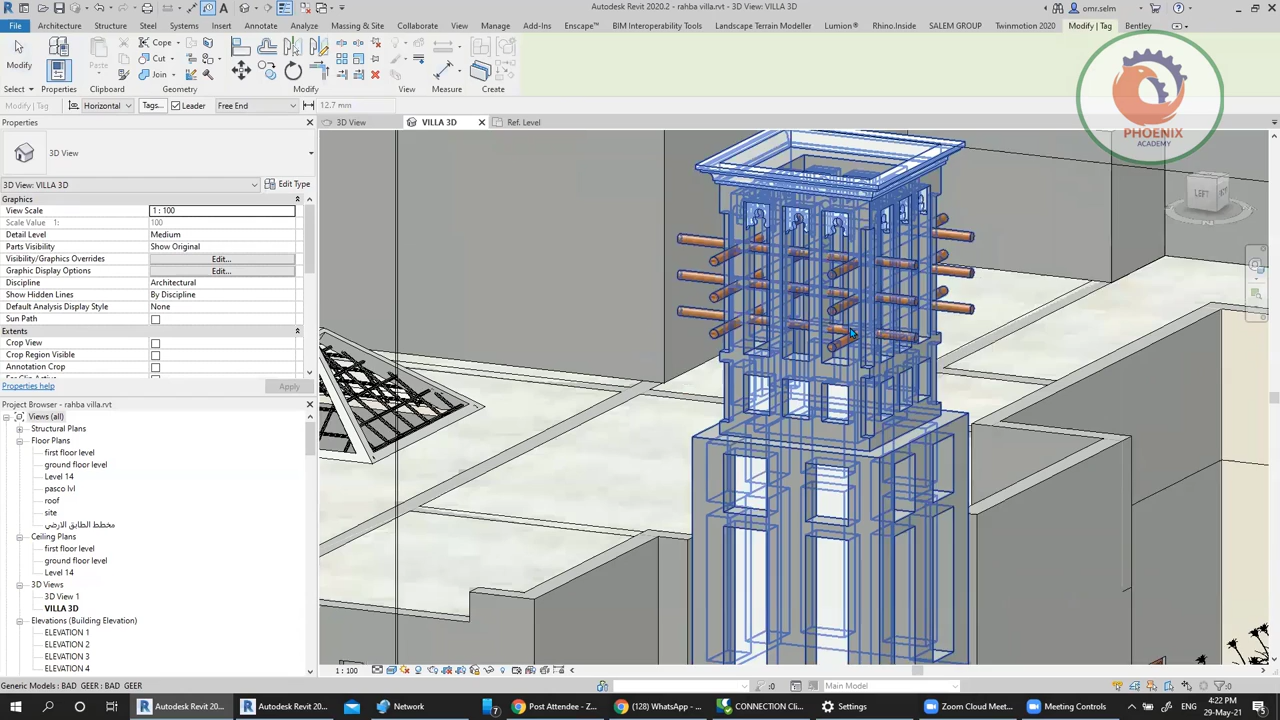 Autodesk Revit 2020.2 - rahba villa.rvt - 3D View: VILLA 3D
omr.selm
File Architecture Structure Steel Systems Insert Annotate Analyze Massing & Site Collaborate View Manage Add-Ins Enscape™ BIM Interoperability Tools Landscape Terrain Modeller Lumion® Rhino.Inside SALEM GROUP Twinmotion 2020 Modify | Tag Bentley
Modify Paste Cope Cut Join
Select Properties Clipboard Geometry Modify View Measure Create
Modify | Tag Horizontal Tags... Leader Free End 12.7 mm
PHOENIX
ACADEMY
Properties
3D View VILLA 3D Ref. Level
3D View
3D View: VILLA 3D Edit Type
Graphics
View Scale 1 : 100
Scale Value 1: 100
Detail Level Medium
Parts Visibility Show Original
Visibility/Graphics Overrides Edit...
Graphic Display Options Edit...
Discipline Architectural
Show Hidden Lines By Discipline
Default Analysis Display Style None
Sun Path
Extents
Crop View
Crop Region Visible
Annotation Crop
Properties help Apply
LEFT
Project Browser - rahba villa.rvt
Views (all)
Structural Plans
Floor Plans
first floor level
ground floor level
Level 14
pasco lvl
roof
site
مخطط الطابق الارضي
Ceiling Plans
first floor level
ground floor level
Level 14
3D Views
3D View 1
VILLA 3D
Elevations (Building Elevation)
ELEVATION 1
ELEVATION 2
ELEVATION 3
ELEVATION 4
1 : 100
Generic Models : BAD_GEER : BAD_GEER :0 Main Model :0
Autodesk Revit 20... Autodesk Revit 20... Network Post Attendee - Z... (128) WhatsApp - ... CONNECTION Cli... Settings Zoom Cloud Meet... Meeting Controls
4:22 PM
29-May-21